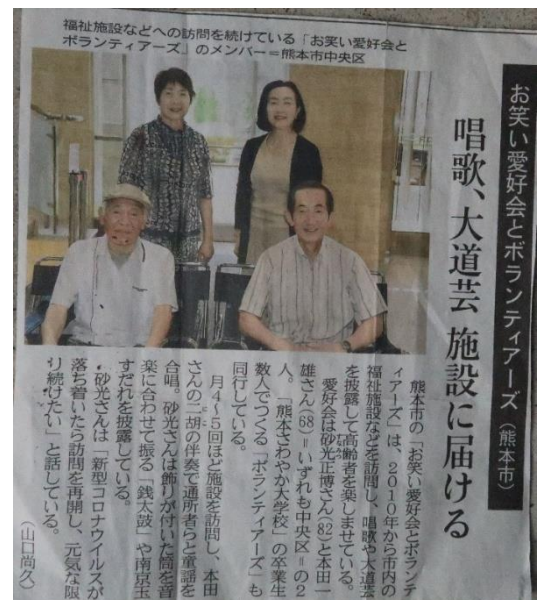 福祉施設などへの訪問を続けている「お笑い愛好会と
ボランティアーズ」のメンバー＝熊本市中央区
お笑い愛好会とボランティアーズ（熊本市）
唱歌、大道芸 施設に届ける
熊本市の「お笑い愛好会とボランテ
ィアーズ」は、2010年から市内の
福祉施設などを訪問し、唱歌や大道芸
を披露して高齢者を楽しませている。
愛好会は砂光正博さん(82)と本田一
雄さん(68)＝いずれも中央区＝の2
人。「熊本さわやか大学校」の卒業生
数人でつくる「ボランティアーズ」も
同行している。
月4～5回ほど施設を訪問し、本田
さんの二胡の伴奏で通所者らと童謡を
合唱。砂光さんは飾りが付いた筒を音
楽に合わせて振る「銭太鼓」や南京玉
すだれを披露している。
砂光さんは「新型コロナウイルスが
落ち着いたら訪問を再開し、元気な限
り続けたい」と話している。
（山口尚久）